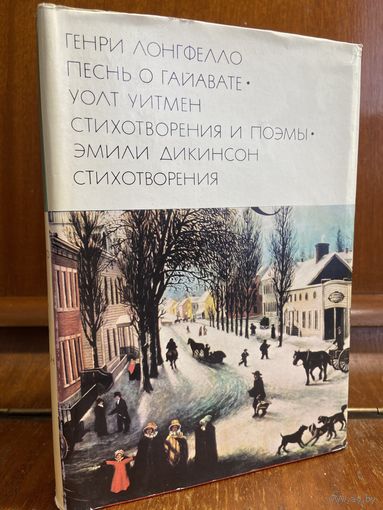 ГЕНРИ ЛОНГФЕЛЛО
ПЕСНЬ О ГАЙАВАТЕ •
УОЛТ УИТМЕН
СТИХОТВОРЕНИЯ И ПОЭМЫ •
ЭМИЛИ ДИКИНСОН
СТИХОТВОРЕНИЯ